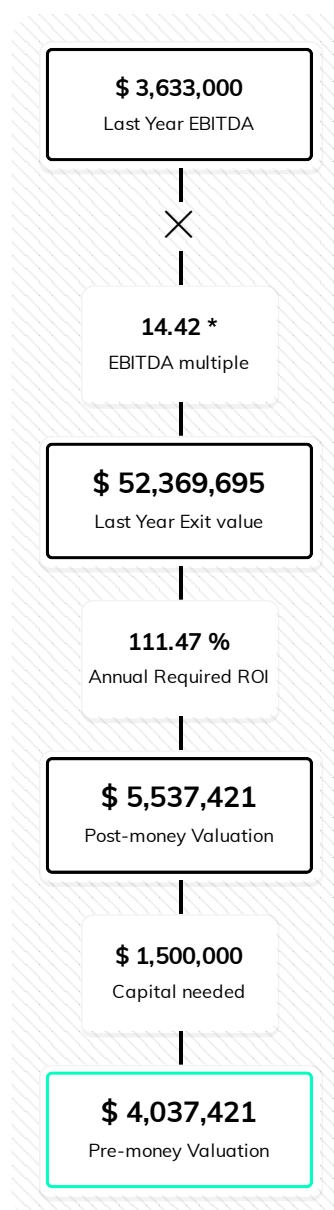 $ 3,633,000
Last Year EBITDA
14.42 *
EBITDA multiple
$ 52,369,695
Last Year Exit value
111.47 %
Annual Required ROI
$ 5,537,421
Post-money Valuation
$ 1,500,000
Capital needed
$ 4,037,421
Pre-money Valuation